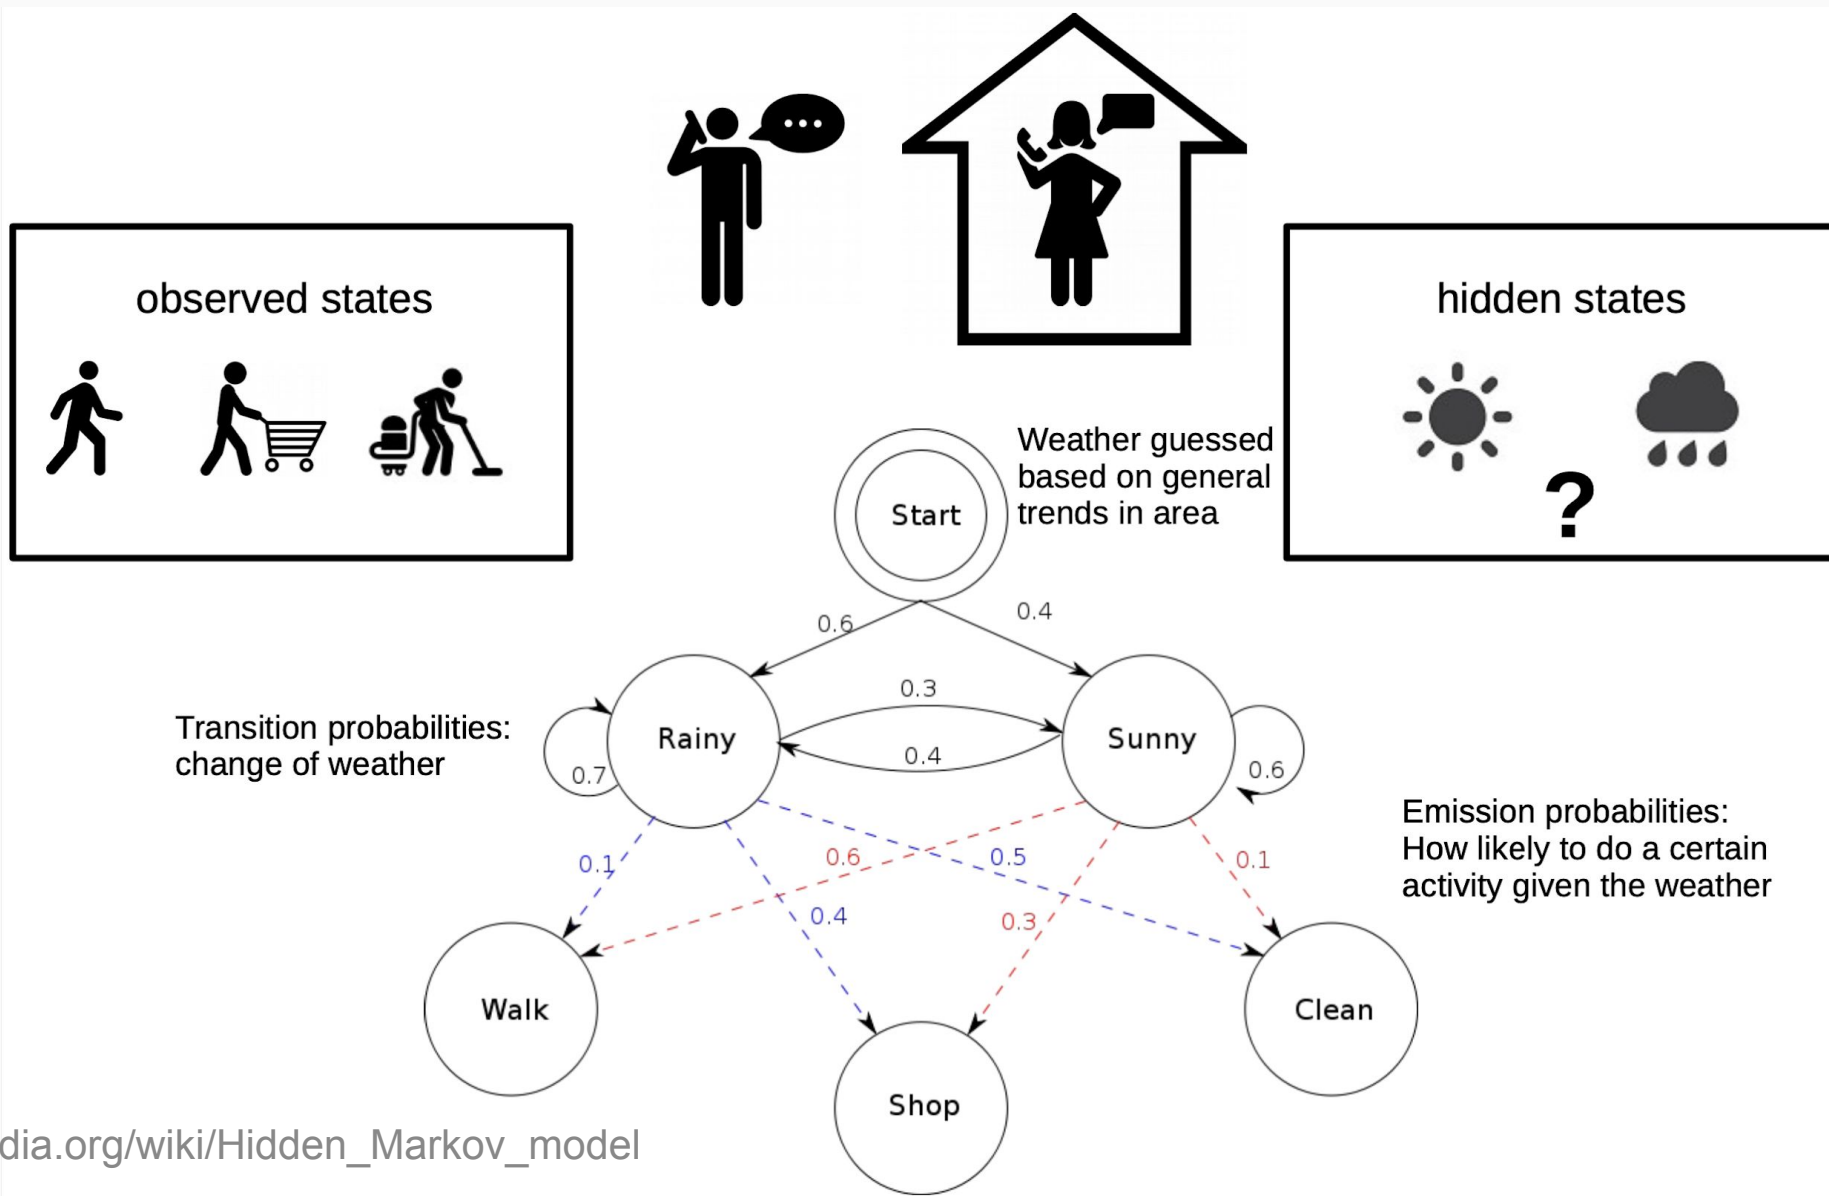 observed states
hidden states
?
Weather guessed
based on general
trends in area
Start
0.6
0.4
0.3
Transition probabilities:
change of weather
Rainy
Sunny
0.4
0.7
0.6
Emission probabilities:
How likely to do a certain
activity given the weather
0.1
0.6
0.5
0.1
0.4
0.3
Walk
Clean
Shop
dia.org/wiki/Hidden_Markov_model